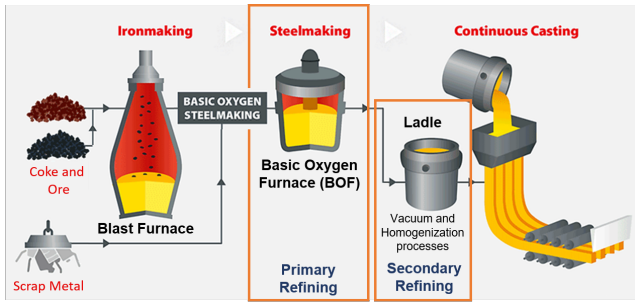 Ironmaking
Steelmaking
Continuous Casting
BASIC OXYGEN
STEELMAKING
Coke and
Ore
Blast Furnace
Scrap Metal
Basic Oxygen
Furnace (BOF)
Primary
Refining
Ladle
Vacuum and
Homogenization
processes
Secondary
Refining